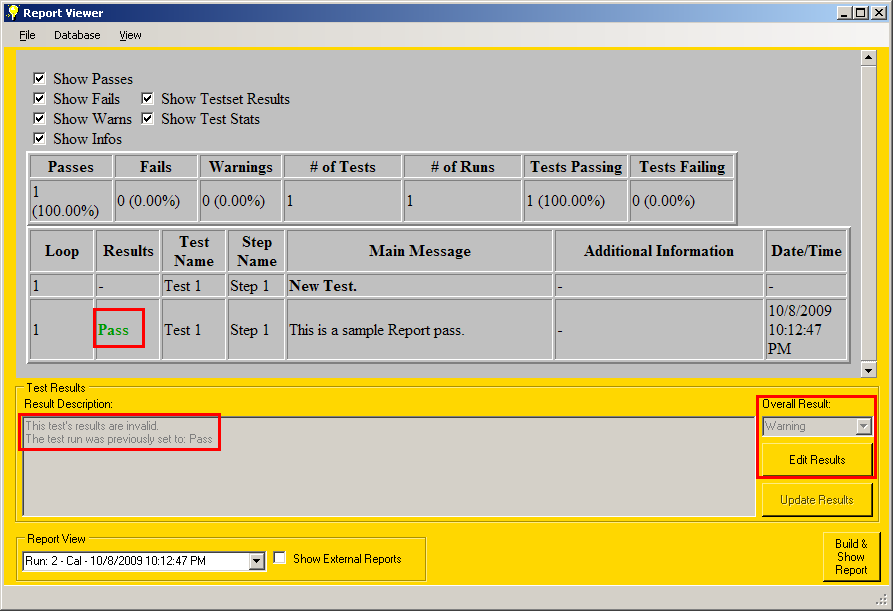 Report Viewer
File Database View
Show Passes
Show Fails Show Testset Results
Show Warns Show Test Stats
Show Infos
Passes Fails Warnings # of Tests # of Runs Tests Passing Tests Failing
1
(100.00%) 0 (0.00%) 0 (0.00%) 1 1 1 (100.00%) 0 (0.00%)
Loop Results Test Name Step Name Main Message Additional Information Date/Time
1 - Test 1 Step 1 New Test. - -
1 Pass Test 1 Step 1 This is a sample Report pass. - 10/8/2009
10:12:47
PM
Test Results
Result Description: Overall Result:
This test's results are invalid.
The test run was previously set to: Pass
Warning
Edit Results
Update Results
Report View
Run: 2 - Cal - 10/8/2009 10:12:47 PM Show External Reports
Build &
Show
Report